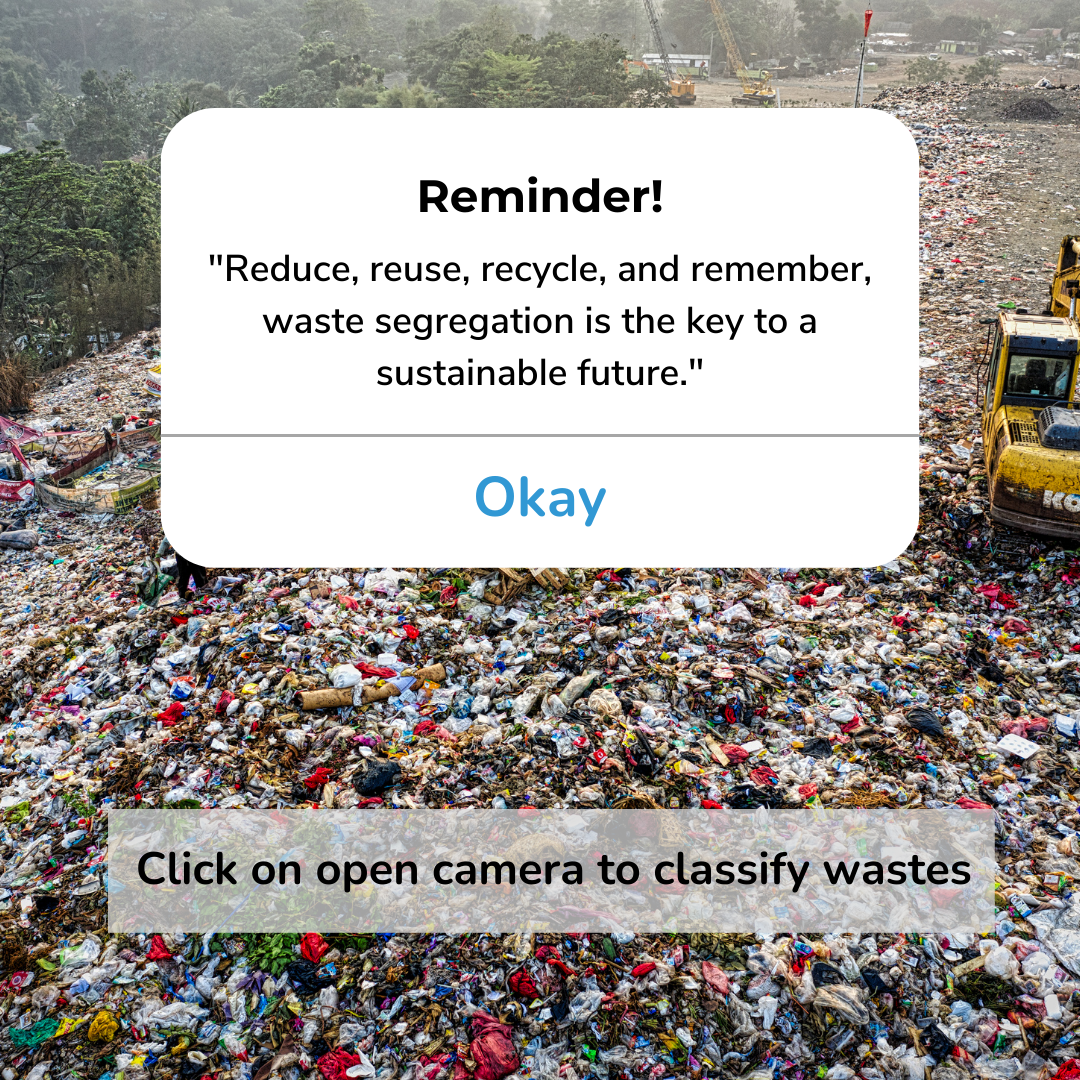 Reminder!
"Reduce, reuse, recycle, and remember,
waste segregation is the key to a
sustainable future."
Okay
Click on open camera to classify wastes